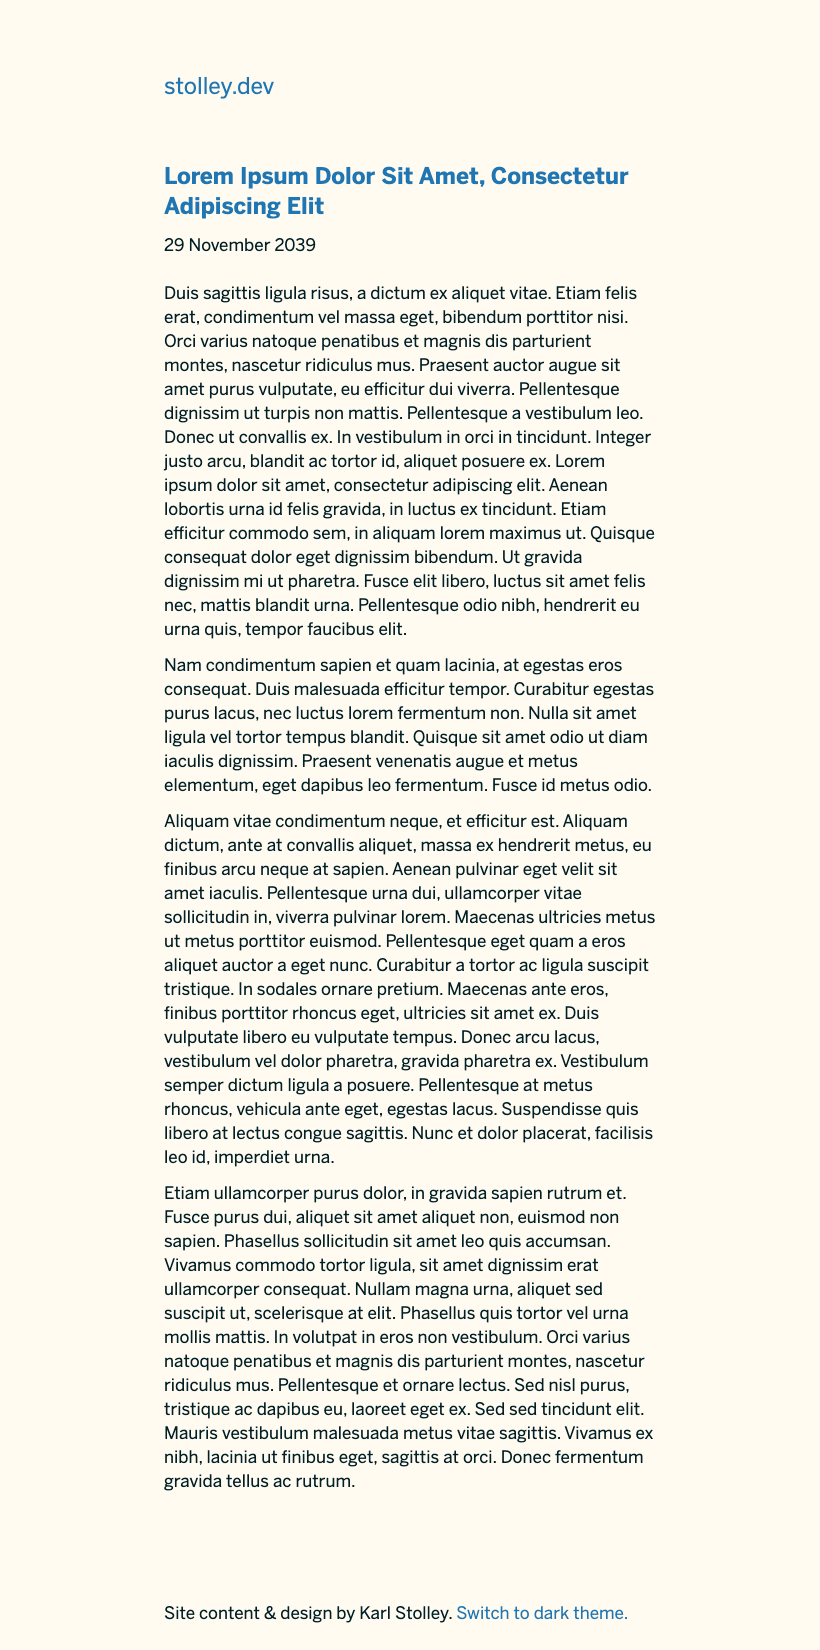 stolley.dev
Lorem Ipsum Dolor Sit Amet, Consectetur
Adipiscing Elit
29 November 2039
Duis sagittis ligula risus, a dictum ex aliquet vitae. Etiam felis
erat, condimentum vel massa eget, bibendum porttitor nisi.
Orci varius natoque penatibus et magnis dis parturient
montes, nascetur ridiculus mus. Praesent auctor augue sit
amet purus vulputate, eu efficitur dui viverra. Pellentesque
dignissim ut turpis non mattis. Pellentesque a vestibulum leo.
Donec ut convallis ex. In vestibulum in orci in tincidunt. Integer
justo arcu, blandit ac tortor id, aliquet posuere ex. Lorem
ipsum dolor sit amet, consectetur adipiscing elit. Aenean
lobortis urna id felis gravida, in luctus ex tincidunt. Etiam
efficitur commodo sem, in aliquam lorem maximus ut. Quisque
consequat dolor eget dignissim bibendum. Ut gravida
dignissim mi ut pharetra. Fusce elit libero, luctus sit amet felis
nec, mattis blandit urna. Pellentesque odio nibh, hendrerit eu
urna quis, tempor faucibus elit.
Nam condimentum sapien et quam lacinia, at egestas eros
consequat. Duis malesuada efficitur tempor. Curabitur egestas
purus lacus, nec luctus lorem fermentum non. Nulla sit amet
ligula vel tortor tempus blandit. Quisque sit amet odio ut diam
iaculis dignissim. Praesent venenatis augue et metus
elementum, eget dapibus leo fermentum. Fusce id metus odio.
Aliquam vitae condimentum neque, et efficitur est. Aliquam
dictum, ante at convallis aliquet, massa ex hendrerit metus, eu
finibus arcu neque at sapien. Aenean pulvinar eget velit sit
amet iaculis. Pellentesque urna dui, ullamcorper vitae
sollicitudin in, viverra pulvinar lorem. Maecenas ultricies metus
ut metus porttitor euismod. Pellentesque eget quam a eros
aliquet auctor a eget nunc. Curabitur a tortor ac ligula suscipit
tristique. In sodales ornare pretium. Maecenas ante eros,
finibus porttitor rhoncus eget, ultricies sit amet ex. Duis
vulputate libero eu vulputate tempus. Donec arcu lacus,
vestibulum vel dolor pharetra, gravida pharetra ex. Vestibulum
semper dictum ligula a posuere. Pellentesque at metus
rhoncus, vehicula ante eget, egestas lacus. Suspendisse quis
libero at lectus congue sagittis. Nunc et dolor placerat, facilisis
leo id, imperdiet urna.
Etiam ullamcorper purus dolor, in gravida sapien rutrum et.
Fusce purus dui, aliquet sit amet aliquet non, euismod non
sapien. Phasellus sollicitudin sit amet leo quis accumsan.
Vivamus commodo tortor ligula, sit amet dignissim erat
ullamcorper consequat. Nullam magna urna, aliquet sed
suscipit ut, scelerisque at elit. Phasellus quis tortor vel urna
mollis mattis. In volutpat in eros non vestibulum. Orci varius
natoque penatibus et magnis dis parturient montes, nascetur
ridiculus mus. Pellentesque et ornare lectus. Sed nisl purus,
tristique ac dapibus eu, laoreet eget ex. Sed sed tincidunt elit.
Mauris vestibulum malesuada metus vitae sagittis. Vivamus ex
nibh, lacinia ut finibus eget, sagittis at orci. Donec fermentum
gravida tellus ac rutrum.
Site content & design by Karl Stolley. Switch to dark theme.